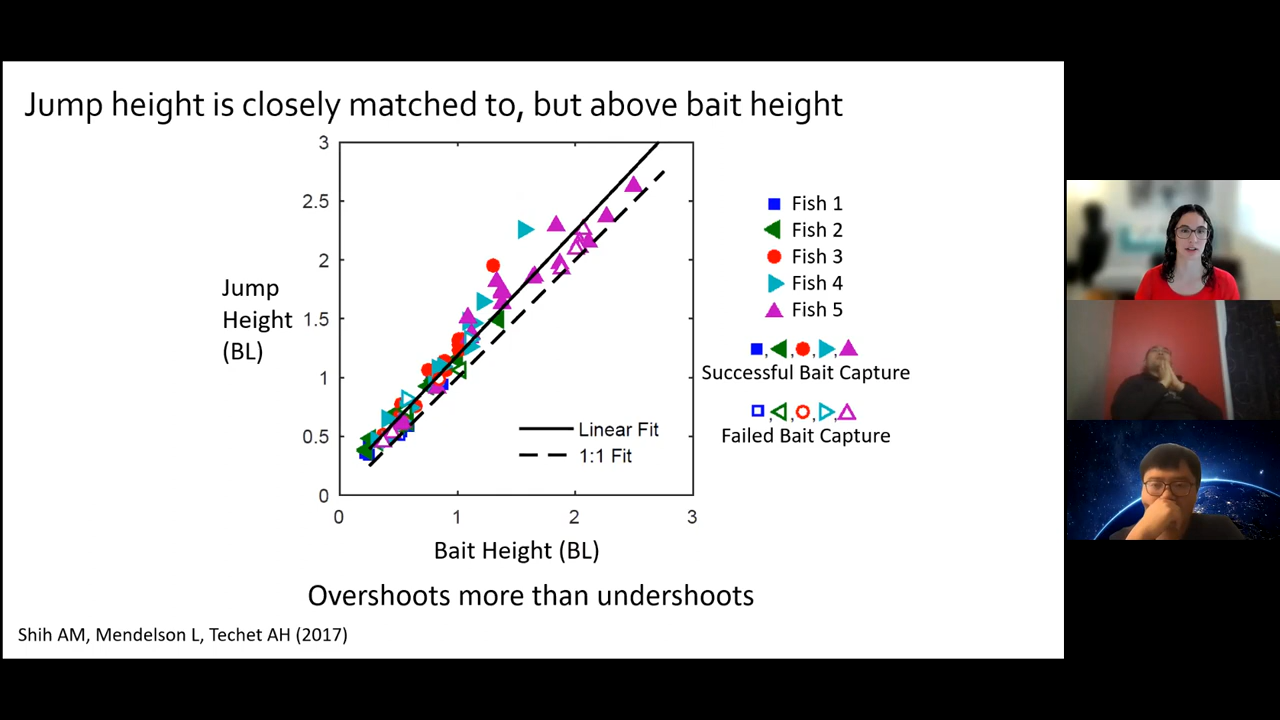 Jump height is closely matched to, but above bait height
3
2.5
2
1.5
1
0.5
0
Jump
Height
(BL)
0
1
2
3
Bait Height (BL)
Linear Fit
1:1 Fit
Fish 1
Fish 2
Fish 3
Fish 4
Fish 5
, , , ,
Successful Bait Capture
, , , ,
Failed Bait Capture
Overshoots more than undershoots
Shih AM, Mendelson L, Techet AH (2017)